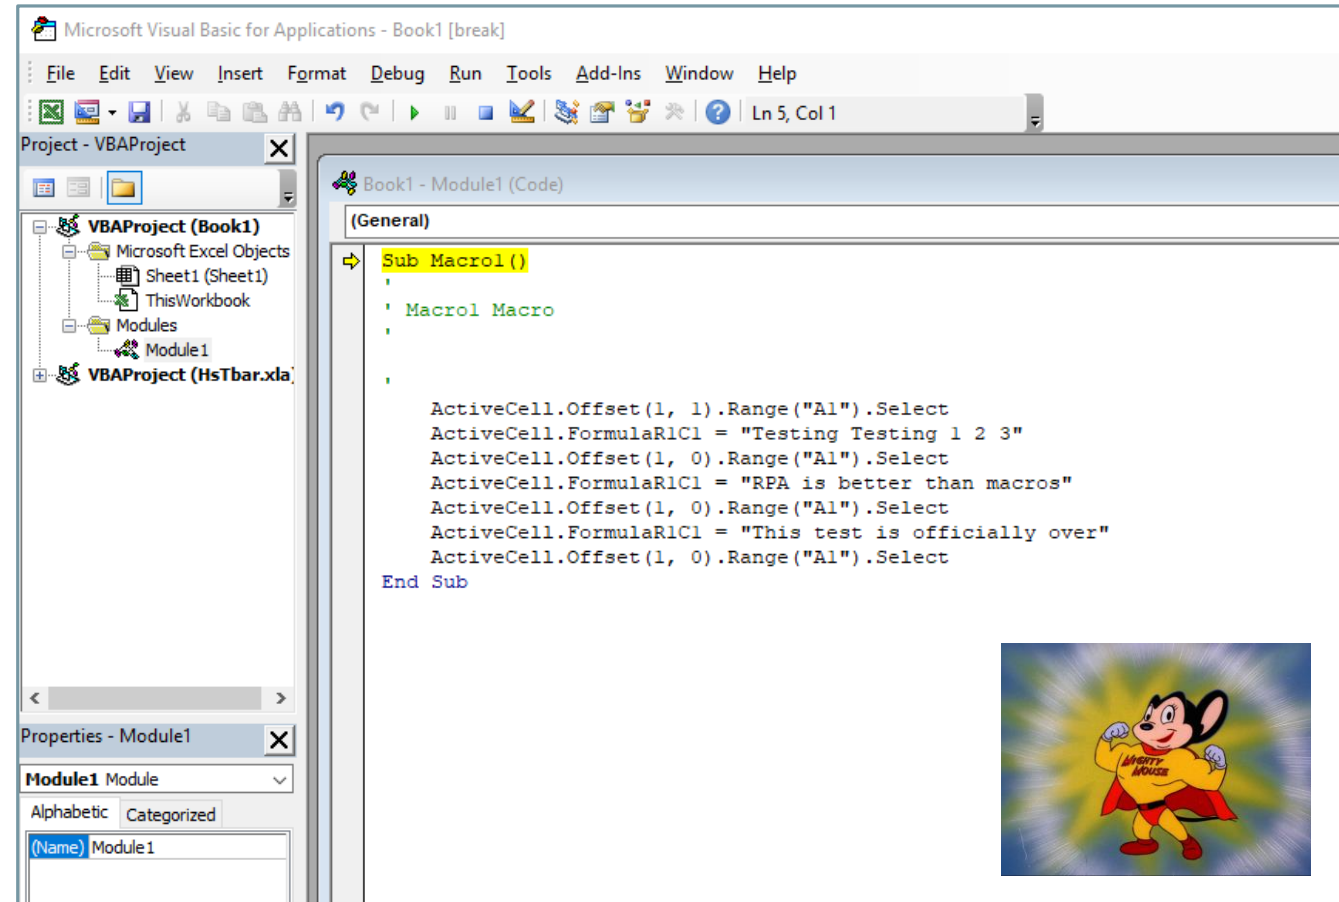 Microsoft Visual Basic for Applications - Book1 [break]
File Edit View Insert Format Debug Run Tools Add-Ins Window Help
Ln 5, Col 1
Project - VBAProject
VBAProject (Book1)
Microsoft Excel Objects
Sheet1 (Sheet1)
ThisWorkbook
Modules
Module1
VBAProject (HsTbar.xla)
Properties - Module1
Module1 Module
Alphabetic Categorized
(Name) Module1
Book1 - Module1 (Code)
(General)
Sub Macro1()
'
' Macro1 Macro
'
'
ActiveCell.Offset(1, 1).Range("A1").Select
ActiveCell.FormulaR1C1 = "Testing Testing 1 2 3"
ActiveCell.Offset(1, 0).Range("A1").Select
ActiveCell.FormulaR1C1 = "RPA is better than macros"
ActiveCell.Offset(1, 0).Range("A1").Select
ActiveCell.FormulaR1C1 = "This test is officially over"
ActiveCell.Offset(1, 0).Range("A1").Select
End Sub
MIGHTY
MOUSE